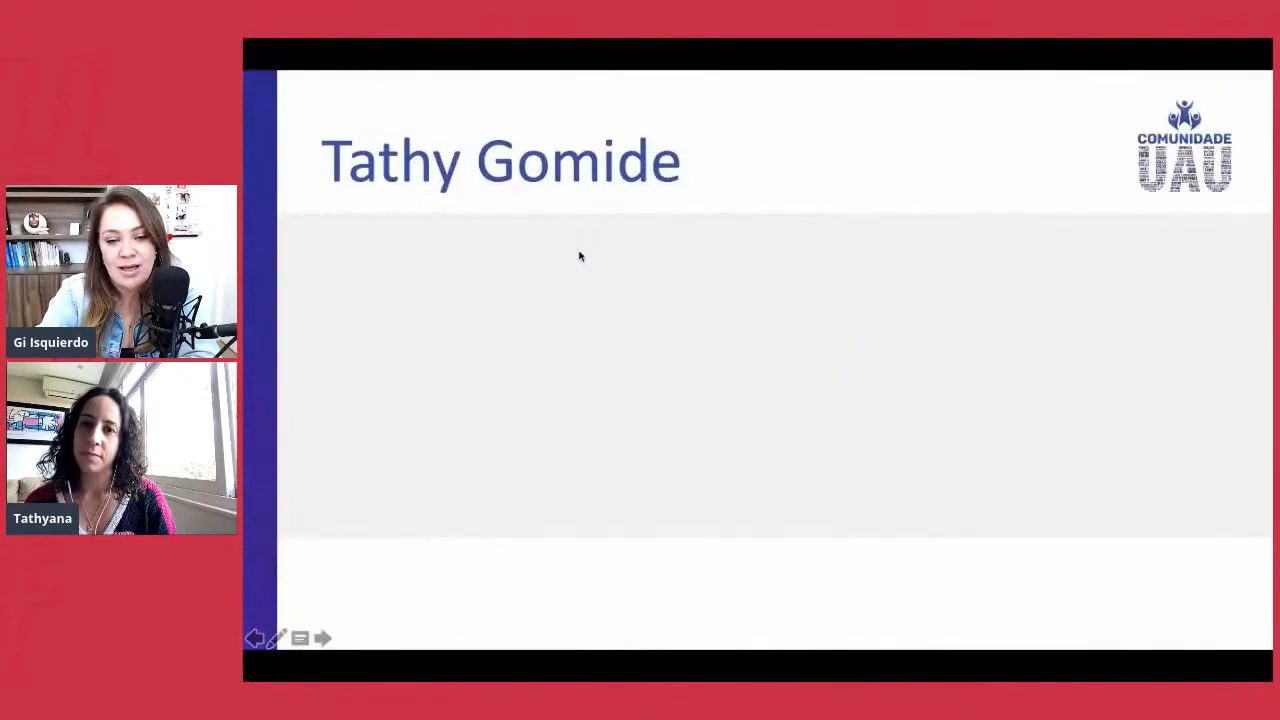 Tathy Gomide
COMUNIDADE
UAU
Gi Isquierdo
Tathyana